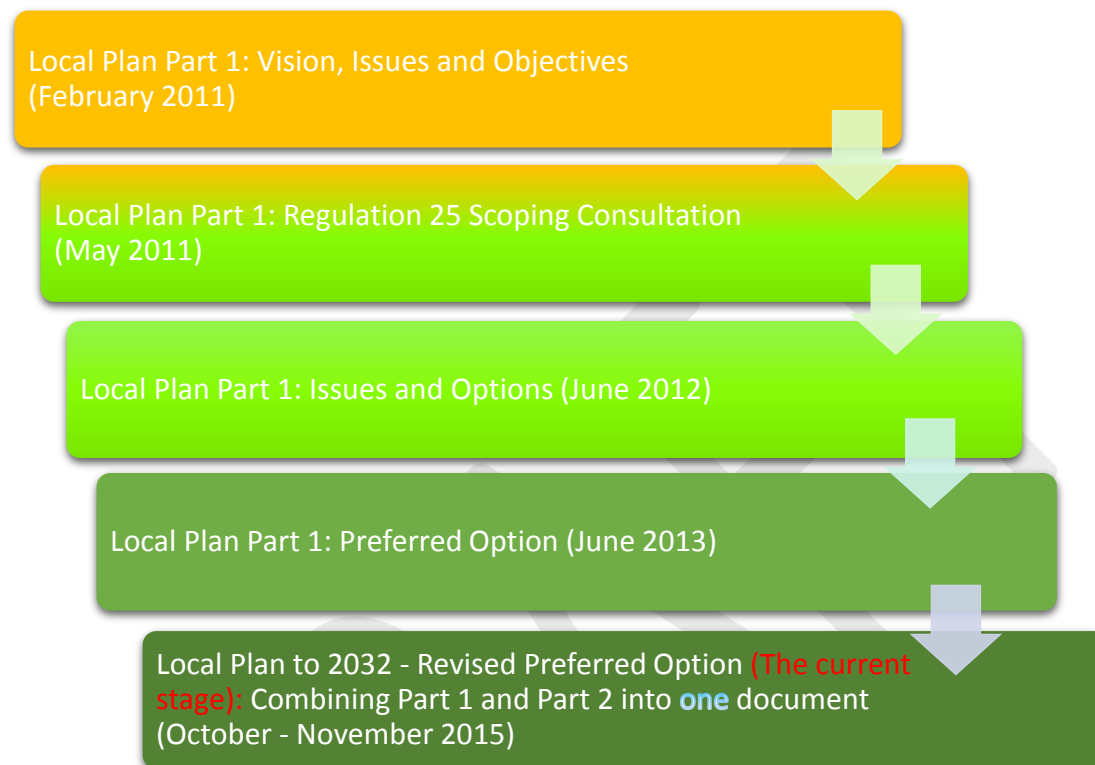 Local Plan Part 1: Vision, Issues and Objectives
(February 2011)
Local Plan Part 1: Regulation 25 Scoping Consultation
(May 2011)
Local Plan Part 1: Issues and Options (June 2012)
Local Plan Part 1: Preferred Option (June 2013)
Local Plan to 2032 - Revised Preferred Option (The current
stage): Combining Part 1 and Part 2 into one document
(October - November 2015)